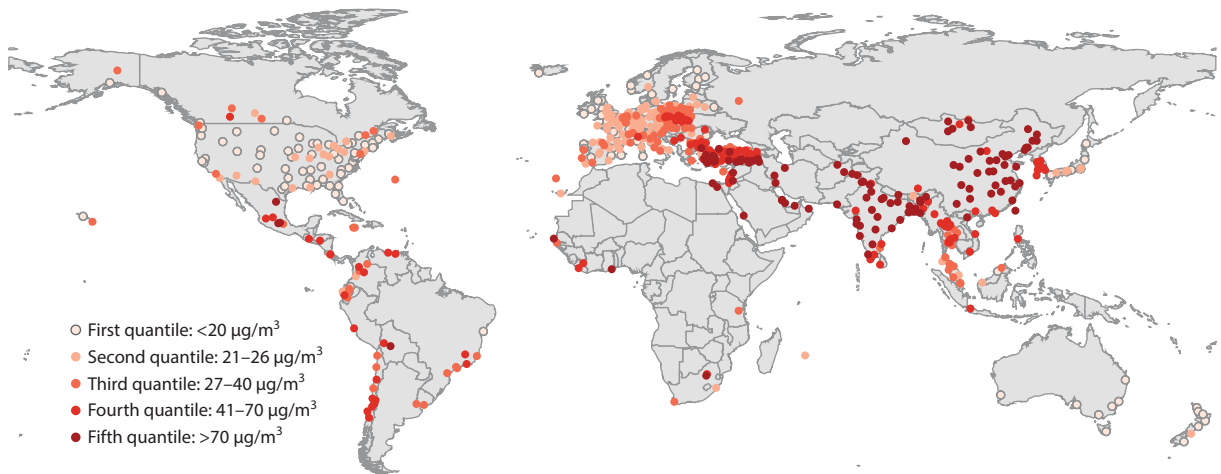 First quantile: <20 µg/m³
Second quantile: 21–26 µg/m³
Third quantile: 27–40 µg/m³
Fourth quantile: 41–70 µg/m³
Fifth quantile: >70 µg/m³